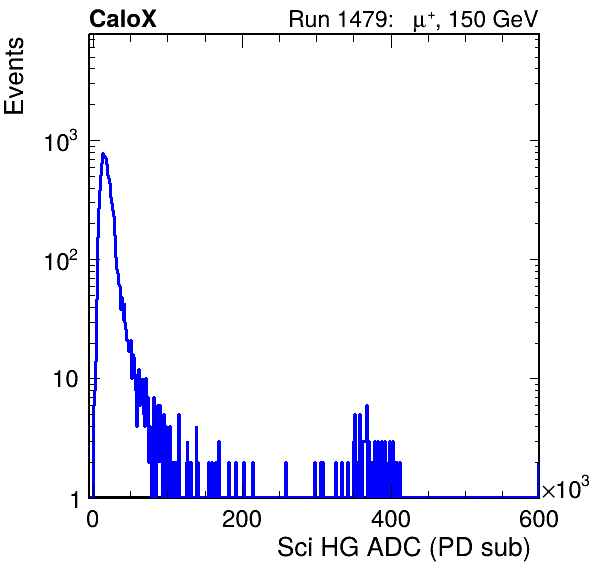 CaloX Run 1479: μ⁺, 150 GeV
Events
10³
10²
10
1
0 200 400 600
×10³
Sci HG ADC (PD sub)